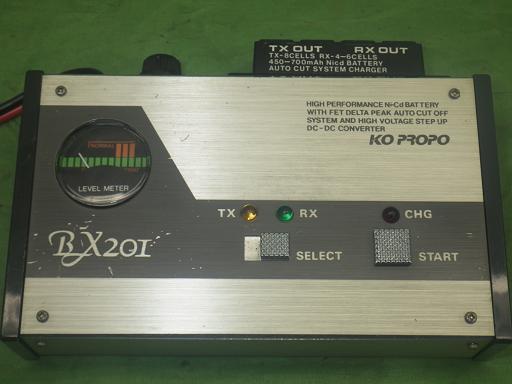 TX OUT RX OUT
TX-8CELLS RX-4-6CELLS
450-700mAh Nicd BATTERY
AUTO CUT SYSTEM CHARGER
HIGH PERFORMANCE Ni-Cd BATTERY
WITH FET DELTA PEAK AUTO CUT OFF
SYSTEM AND HIGH VOLTAGE STEP UP
DC-DC CONVERTER
KO PROPO
NORMAL
LEVEL METER
TX RX CHG
BX201
SELECT START